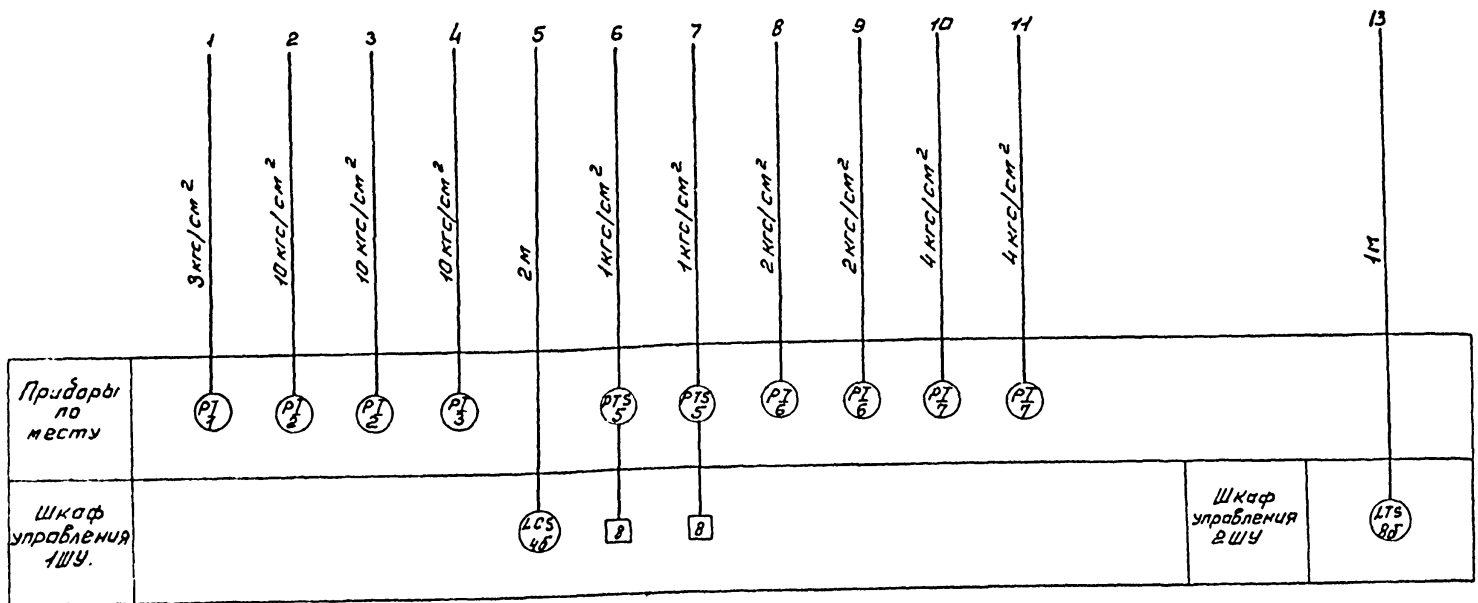 1 2 3 4 5 6 7 8 9 10 11 13
3 кгс/см²
10 кгс/см²
10 кгс/см²
10 кгс/см²
2 м
1 кгс/см²
1 кгс/см²
2 кгс/см²
2 кгс/см²
4 кгс/см²
4 кгс/см²
1М
Приборы
по
месту
PI
1
PI
2
PI
2
PI
3
PTS
5
PTS
5
PI
6
PI
6
PI
7
PI
7
Шкаф
управления
1ШУ.
LCS
4б
8
8
Шкаф
управления
2ШУ
LTS
8б